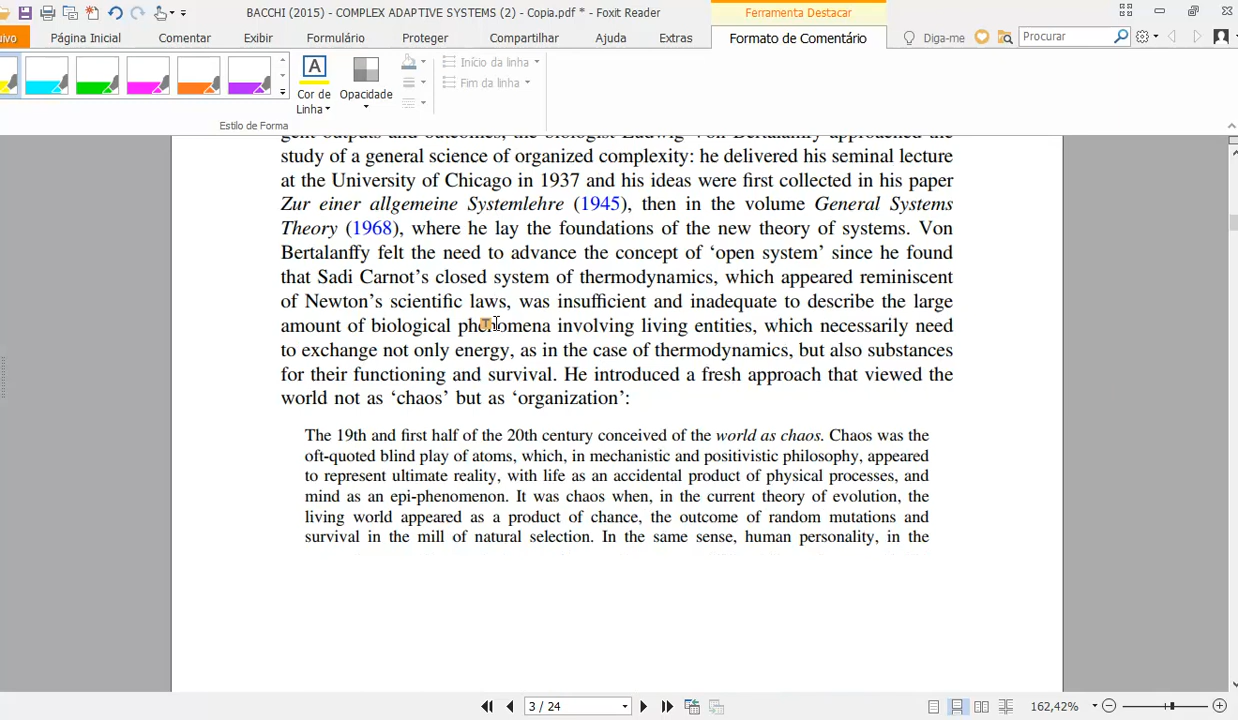 BACCHI (2015) - COMPLEX ADAPTIVE SYSTEMS (2) - Copia.pdf * - Foxit Reader
Ferramenta Destacar
ivo Página Inicial Comentar Exibir Formulário Proteger Compartilhar Ajuda Extras Formato de Comentário Diga-me Procurar
Cor de Linha
Opacidade
Início da linha
Fim da linha
Estilo de Forma
gent outputs and outcomes, the biologist Ludwig von Bertalanffy approached the
study of a general science of organized complexity: he delivered his seminal lecture
at the University of Chicago in 1937 and his ideas were first collected in his paper
Zur einer allgemeine Systemlehre (1945), then in the volume General Systems
Theory (1968), where he lay the foundations of the new theory of systems. Von
Bertalanffy felt the need to advance the concept of ‘open system’ since he found
that Sadi Carnot’s closed system of thermodynamics, which appeared reminiscent
of Newton’s scientific laws, was insufficient and inadequate to describe the large
amount of biological phenomena involving living entities, which necessarily need
to exchange not only energy, as in the case of thermodynamics, but also substances
for their functioning and survival. He introduced a fresh approach that viewed the
world not as ‘chaos’ but as ‘organization’:
The 19th and first half of the 20th century conceived of the world as chaos. Chaos was the
oft-quoted blind play of atoms, which, in mechanistic and positivistic philosophy, appeared
to represent ultimate reality, with life as an accidental product of physical processes, and
mind as an epi-phenomenon. It was chaos when, in the current theory of evolution, the
living world appeared as a product of chance, the outcome of random mutations and
survival in the mill of natural selection. In the same sense, human personality, in the
3 / 24
162,42%